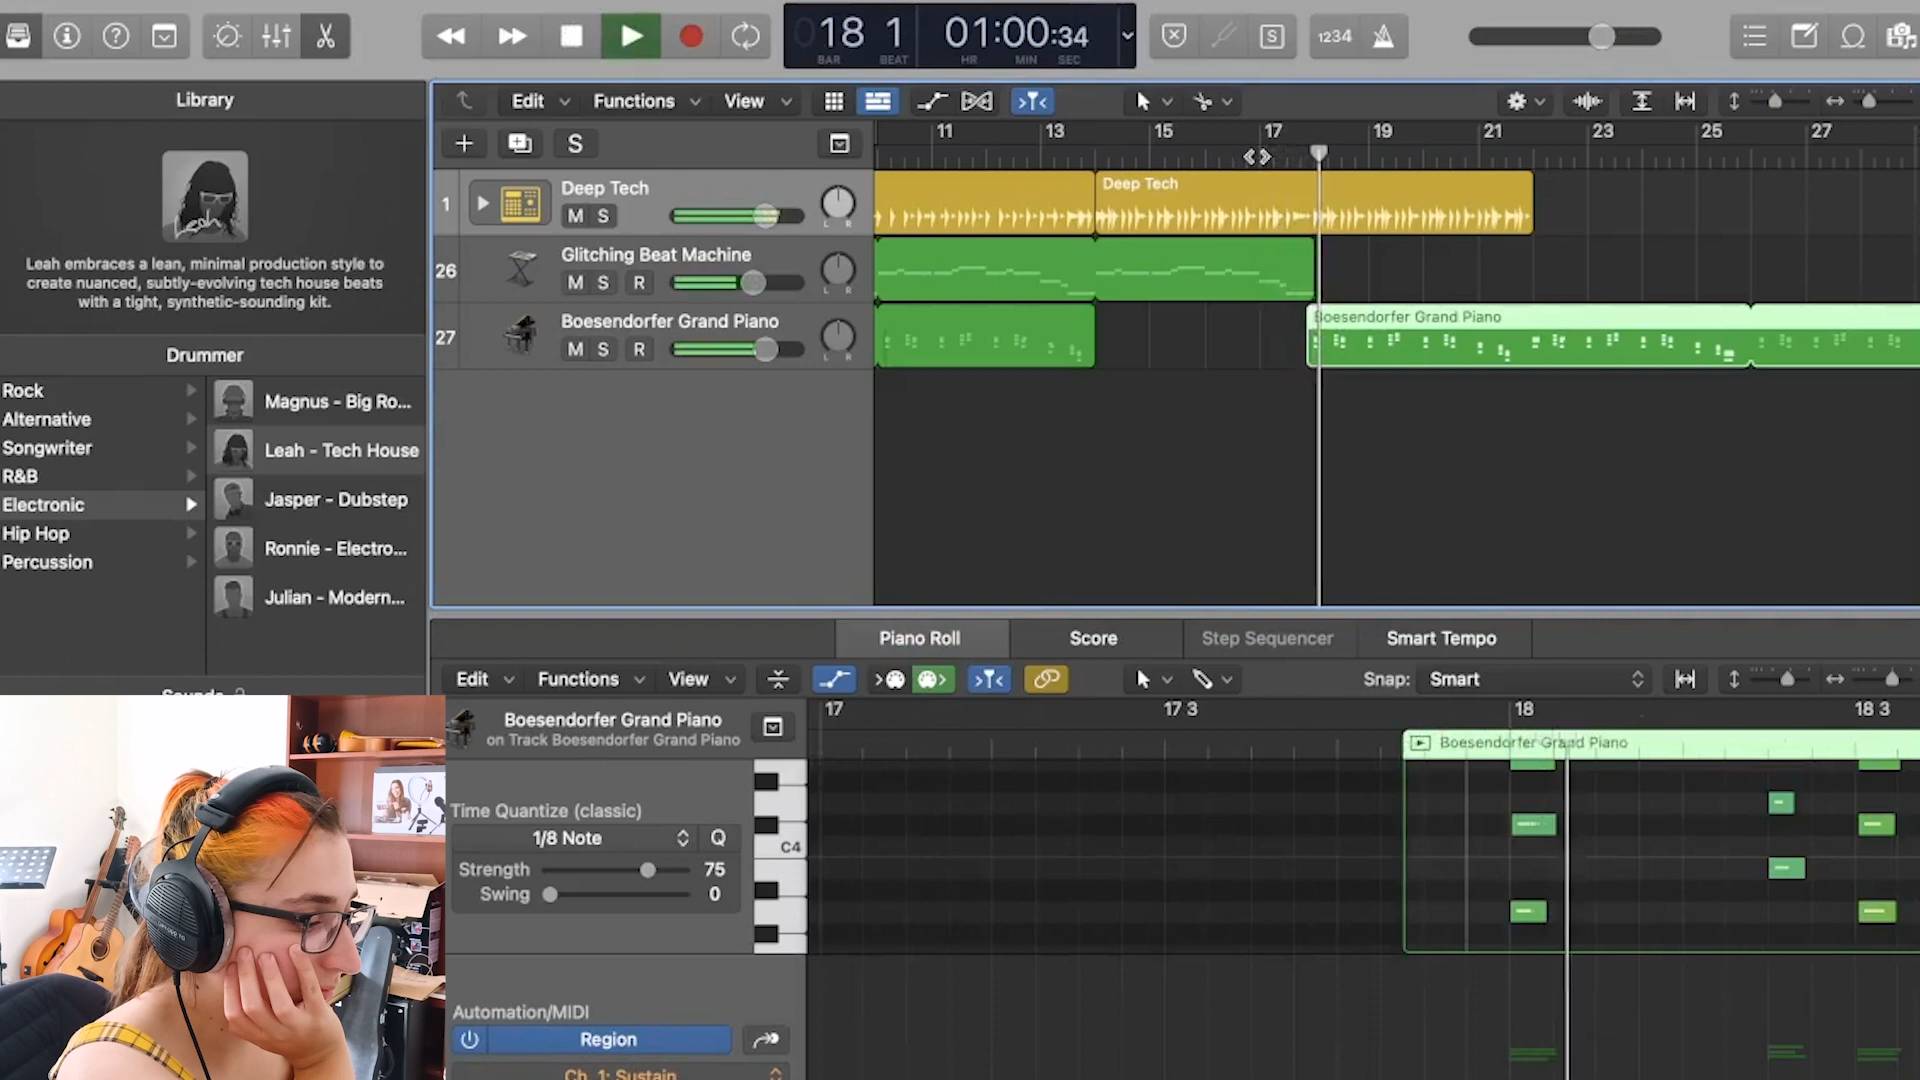 18 1 01:00:34
BAR BEAT HR MIN SEC
S 1234
Library
Leah embraces a lean, minimal production style to
create nuanced, subtly-evolving tech house beats
with a tight, synthetic-sounding kit.
Drummer
Rock
Alternative
Songwriter
R&B
Electronic
Hip Hop
Percussion
Magnus - Big Ro...
Leah - Tech House
Jasper - Dubstep
Ronnie - Electro...
Julian - Modern...
Edit Functions View
S
11 13 15 17 19 21 23 25 27
1 Deep Tech
M S
L R
26 Glitching Beat Machine
M S R
L R
27 Boesendorfer Grand Piano
M S R
L R
Deep Tech
Boesendorfer Grand Piano
Piano Roll Score Step Sequencer Smart Tempo
Edit Functions View Snap: Smart
Boesendorfer Grand Piano
on Track Boesendorfer Grand Piano
17 17 3 18 18 3
Boesendorfer Grand Piano
Time Quantize (classic)
1/8 Note Q
Strength 75
Swing 0
C4
Automation/MIDI
Region
Ch. 1: Sustain